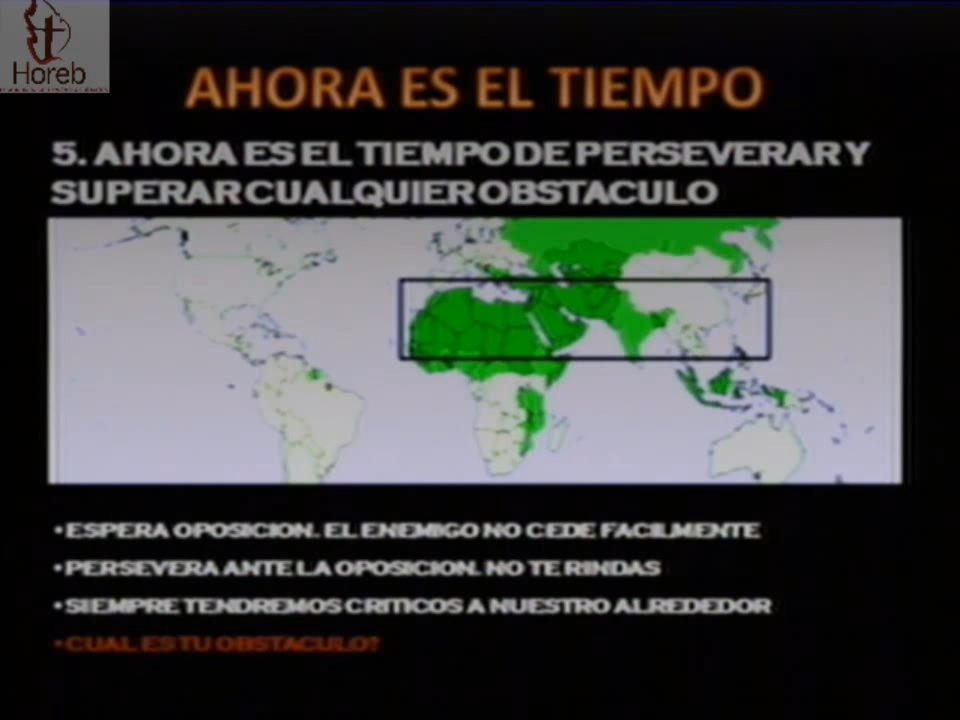 Horeb
AHORA ES EL TIEMPO
5. AHORA ES EL TIEMPO DE PERSEVERAR Y
SUPERAR CUALQUIER OBSTACULO
•ESPERA OPOSICION. EL ENEMIGO NO CEDE FACILMENTE
•PERSEVERA ANTE LA OPOSICION. NO TE RINDAS
•SIEMPRE TENDREMOS CRITICOS A NUESTRO ALREDEDOR
•CUAL ES TU OBSTACULO?